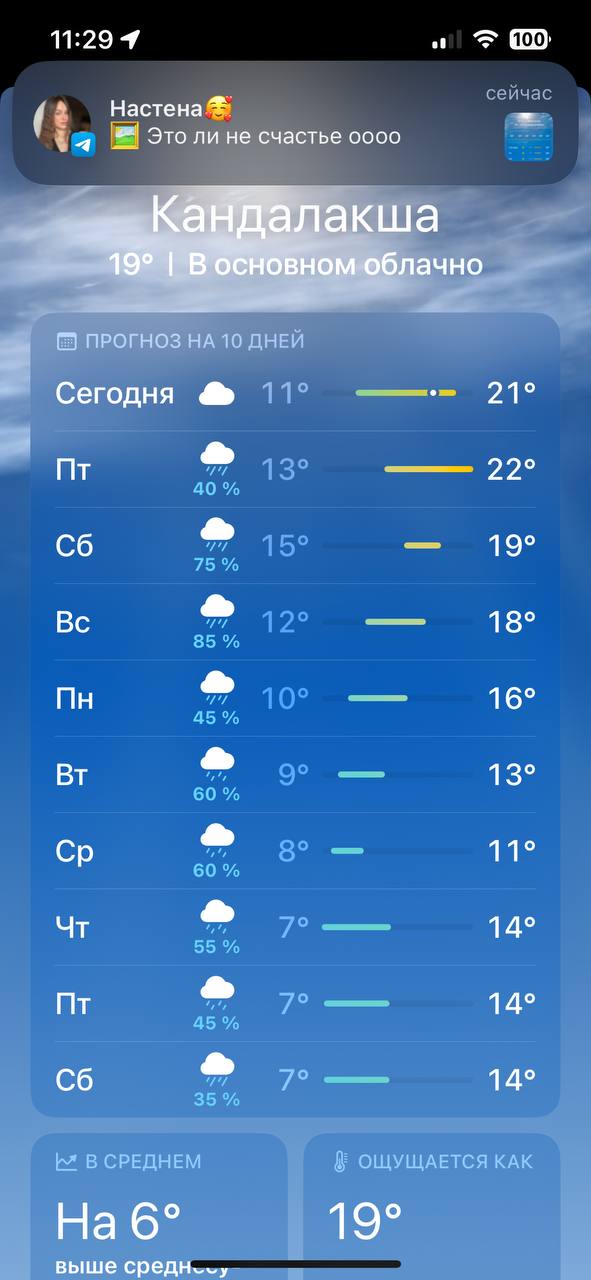 11:29
100
Настена🥰
сейчас
🖼️ Это ли не счастье оооо
Кандалакша
19° | В основном облачно
ПРОГНОЗ НА 10 ДНЕЙ
Сегодня 11° 21°
Пт 40 % 13° 22°
Сб 75 % 15° 19°
Вс 85 % 12° 18°
Пн 45 % 10° 16°
Вт 60 % 9° 13°
Ср 60 % 8° 11°
Чт 55 % 7° 14°
Пт 45 % 7° 14°
Сб 35 % 7° 14°
В СРЕДНЕМ
На 6°
выше среднего
ОЩУЩАЕТСЯ КАК
19°